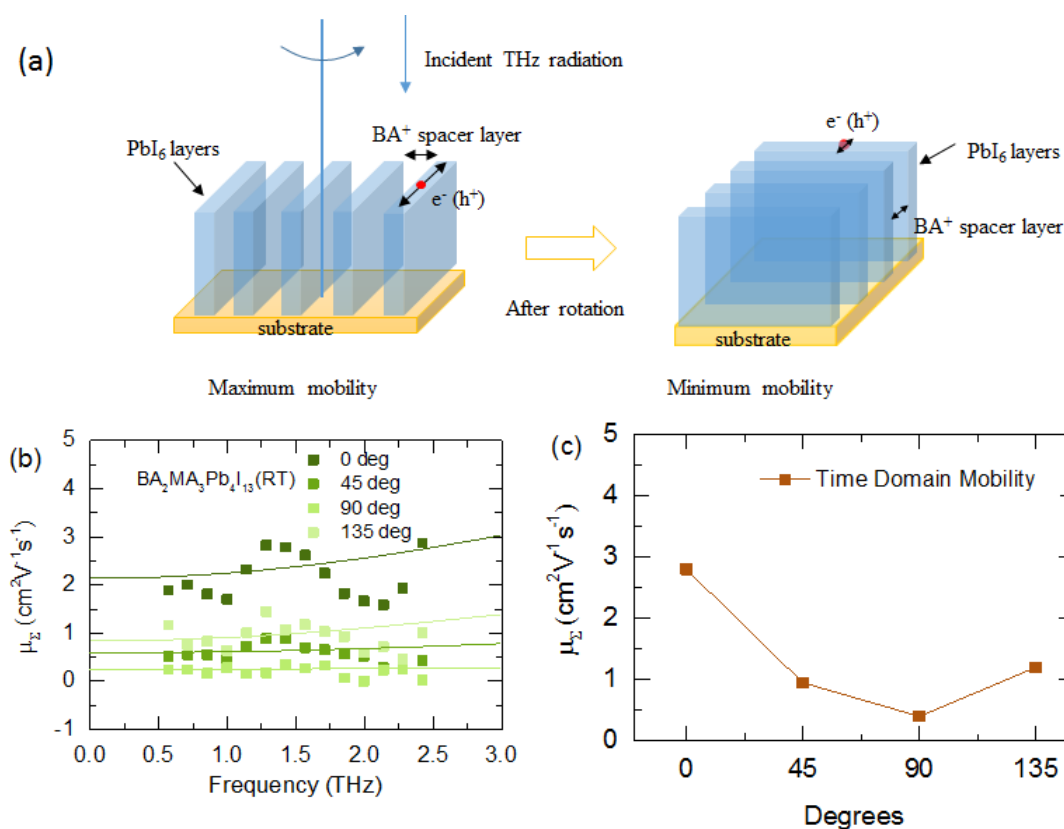 (a)
Incident THz radiation
BA⁺ spacer layer
PbI₆ layers
e⁻ (h⁺)
substrate
Maximum mobility
After rotation
e⁻ (h⁺)
PbI₆ layers
BA⁺ spacer layer
substrate
Minimum mobility
(b)
BA₂MA₃Pb₄I₁₃(RT)
0 deg
45 deg
90 deg
135 deg
5
4
3
2
1
0
-1
μ_Σ (cm²V⁻¹s⁻¹)
0.0 0.5 1.0 1.5 2.0 2.5 3.0
Frequency (THz)
(c)
Time Domain Mobility
5
4
3
2
1
0
μ_Σ (cm²V⁻¹s⁻¹)
0 45 90 135
Degrees